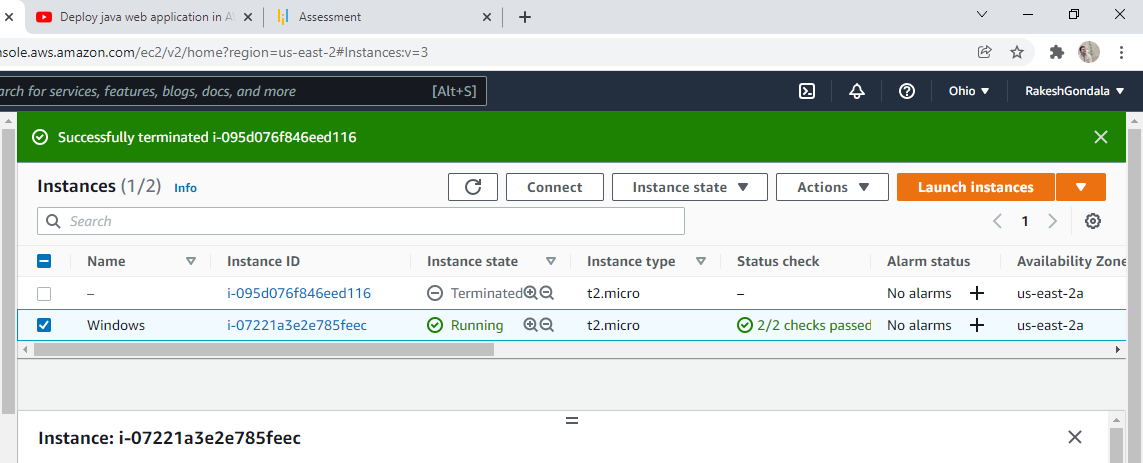 Deploy java web application in A
Assessment
nsole.aws.amazon.com/ec2/v2/home?region=us-east-2#Instances:v=3
arch for services, features, blogs, docs, and more [Alt+S] Ohio RakeshGondala
Successfully terminated i-095d076f846eed116
Instances (1/2) Info Connect Instance state Actions Launch instances
Search 1
Name Instance ID Instance state Instance type Status check Alarm status Availability Zone
– i-095d076f846eed116 Terminated t2.micro – No alarms us-east-2a
Windows i-07221a3e2e785feec Running t2.micro 2/2 checks passed No alarms us-east-2a
Instance: i-07221a3e2e785feec